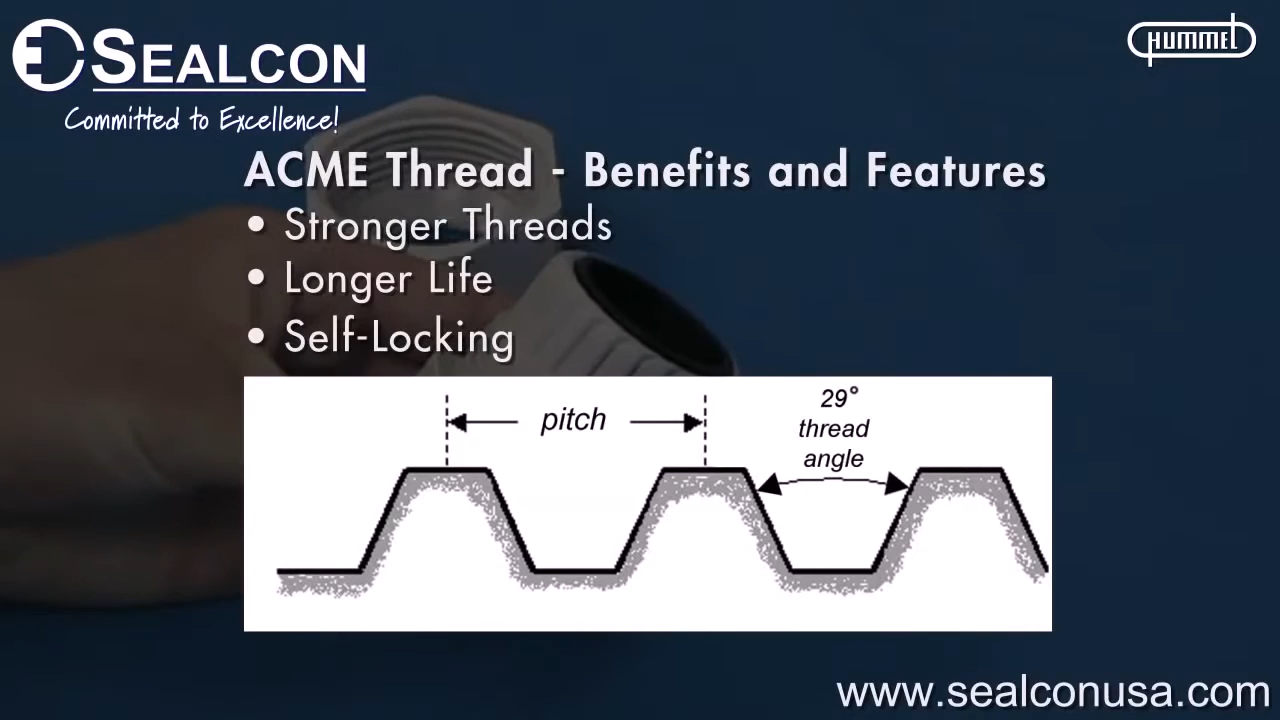 SEALCON
Committed to Excellence!
HUMMEL
ACME Thread - Benefits and Features
• Stronger Threads
• Longer Life
• Self-Locking
pitch
29°
thread
angle
www.sealconusa.com